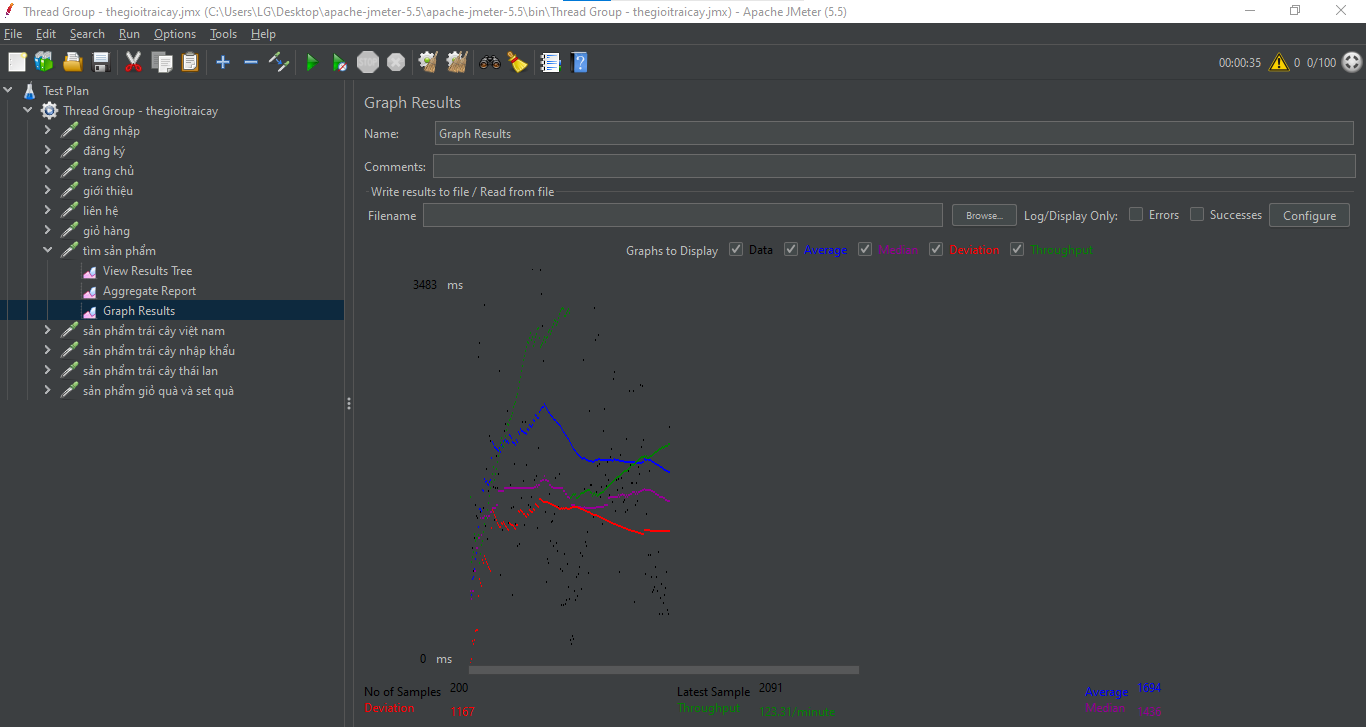 Thread Group - thegioitraicay.jmx (C:\Users\LG\Desktop\apache-jmeter-5.5\apache-jmeter-5.5\bin\Thread Group - thegioitraicay.jmx) - Apache JMeter (5.5)
File Edit Search Run Options Tools Help
STOP 00:00:35 0 0/100
Test Plan
Thread Group - thegioitraicay
đăng nhập
đăng ký
trang chủ
giới thiệu
liên hệ
giỏ hàng
tìm sản phẩm
View Results Tree
Aggregate Report
Graph Results
sản phẩm trái cây việt nam
sản phẩm trái cây nhập khẩu
sản phẩm trái cây thái lan
sản phẩm giỏ quà và set quà
Graph Results
Name: Graph Results
Comments:
Write results to file / Read from file
Filename Browse... Log/Display Only: Errors Successes Configure
Graphs to Display Data Average Median Deviation Throughput
3483 ms
0 ms
No of Samples 200 Latest Sample 2091 Average 1694
Deviation 1167 Throughput 123.31/minute Median